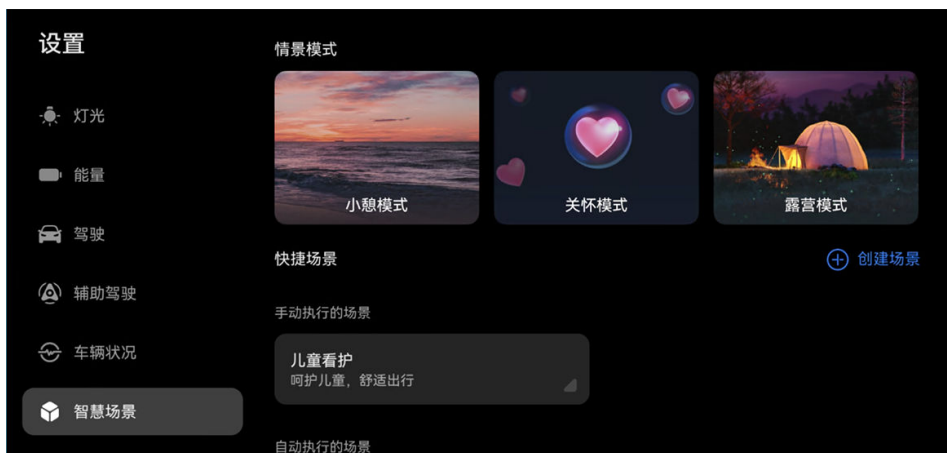 设置
灯光
能量
驾驶
辅助驾驶
车辆状况
智慧场景
情景模式
小憩模式
关怀模式
露营模式
快捷场景
创建场景
手动执行的场景
儿童看护
呵护儿童，舒适出行
自动执行的场景